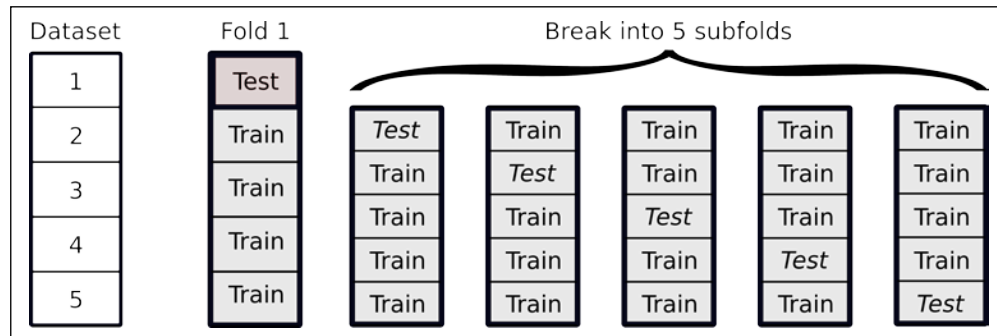 Dataset Fold 1 Break into 5 subfolds
1 Test
2 Train Test Train Train Train Train
Train Test Train Train Train
3 Train Train Train Test Train Train
4 Train Train Train Train Test Train
5 Train Train Train Train Train Test